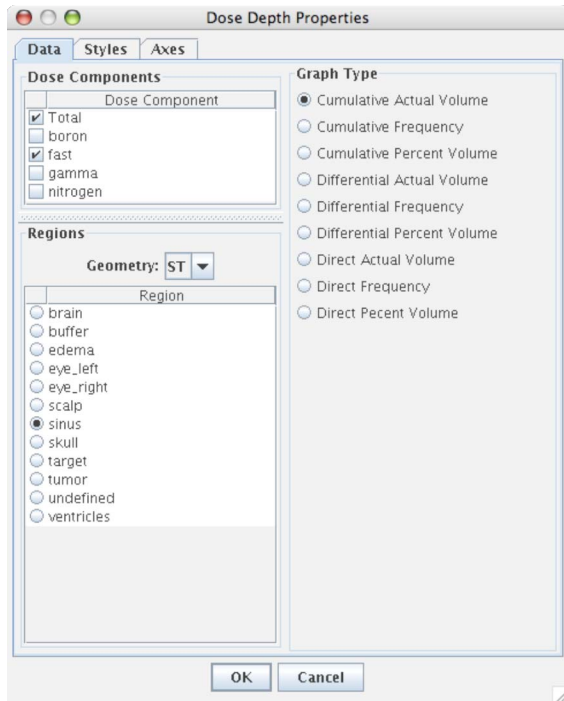 Dose Depth Properties
Data Styles Axes
Dose Components
Dose Component
Total
boron
fast
gamma
nitrogen
Regions
Geometry: ST
Region
brain
buffer
edema
eye_left
eye_right
scalp
sinus
skull
target
tumor
undefined
ventricles
Graph Type
Cumulative Actual Volume
Cumulative Frequency
Cumulative Percent Volume
Differential Actual Volume
Differential Frequency
Differential Percent Volume
Direct Actual Volume
Direct Frequency
Direct Pecent Volume
OK Cancel